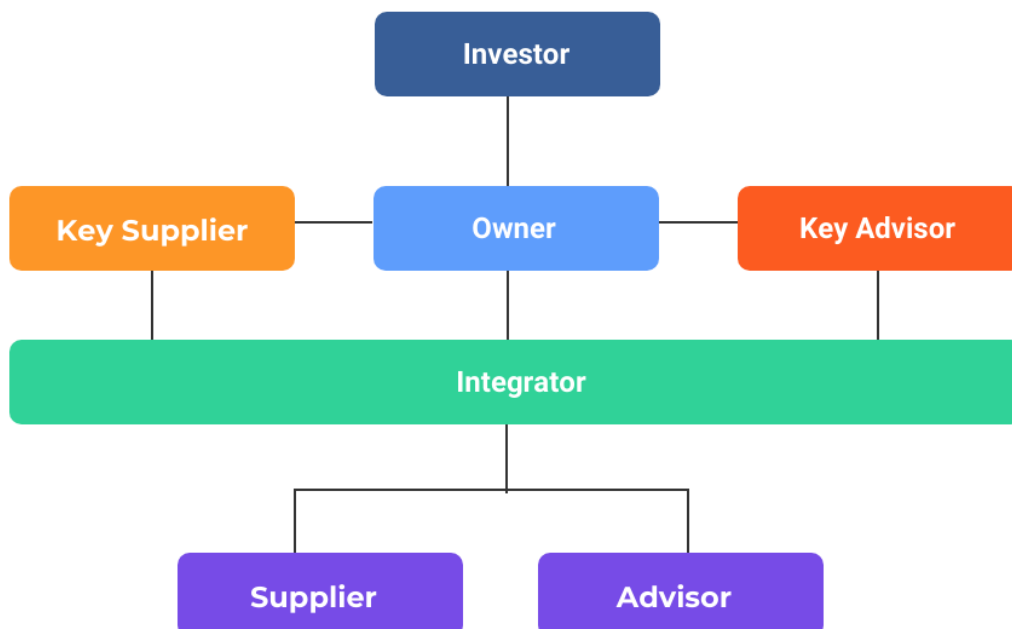 Investor
Key Supplier
Owner
Key Advisor
Integrator
Supplier
Advisor